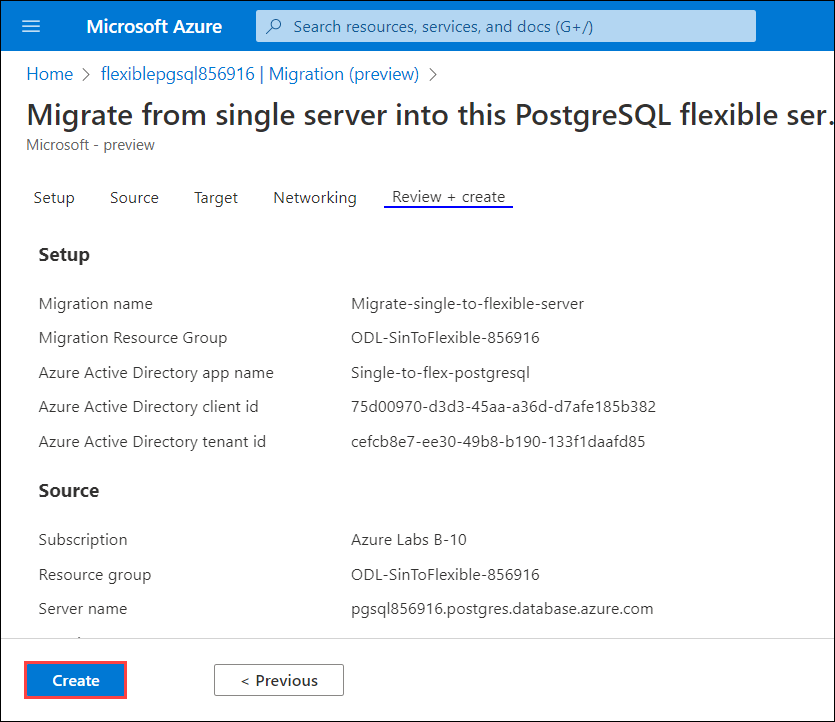 Microsoft Azure
Search resources, services, and docs (G+/)
Home > flexiblepgsql856916 | Migration (preview) >
Migrate from single server into this PostgreSQL flexible ser.
Microsoft - preview
Setup Source Target Networking Review + create
Setup
Migration name Migrate-single-to-flexible-server
Migration Resource Group ODL-SinToFlexible-856916
Azure Active Directory app name Single-to-flex-postgresql
Azure Active Directory client id 75d00970-d3d3-45aa-a36d-d7afe185b382
Azure Active Directory tenant id cefcb8e7-ee30-49b8-b190-133f1daafd85
Source
Subscription Azure Labs B-10
Resource group ODL-SinToFlexible-856916
Server name pgsql856916.postgres.database.azure.com
Create < Previous